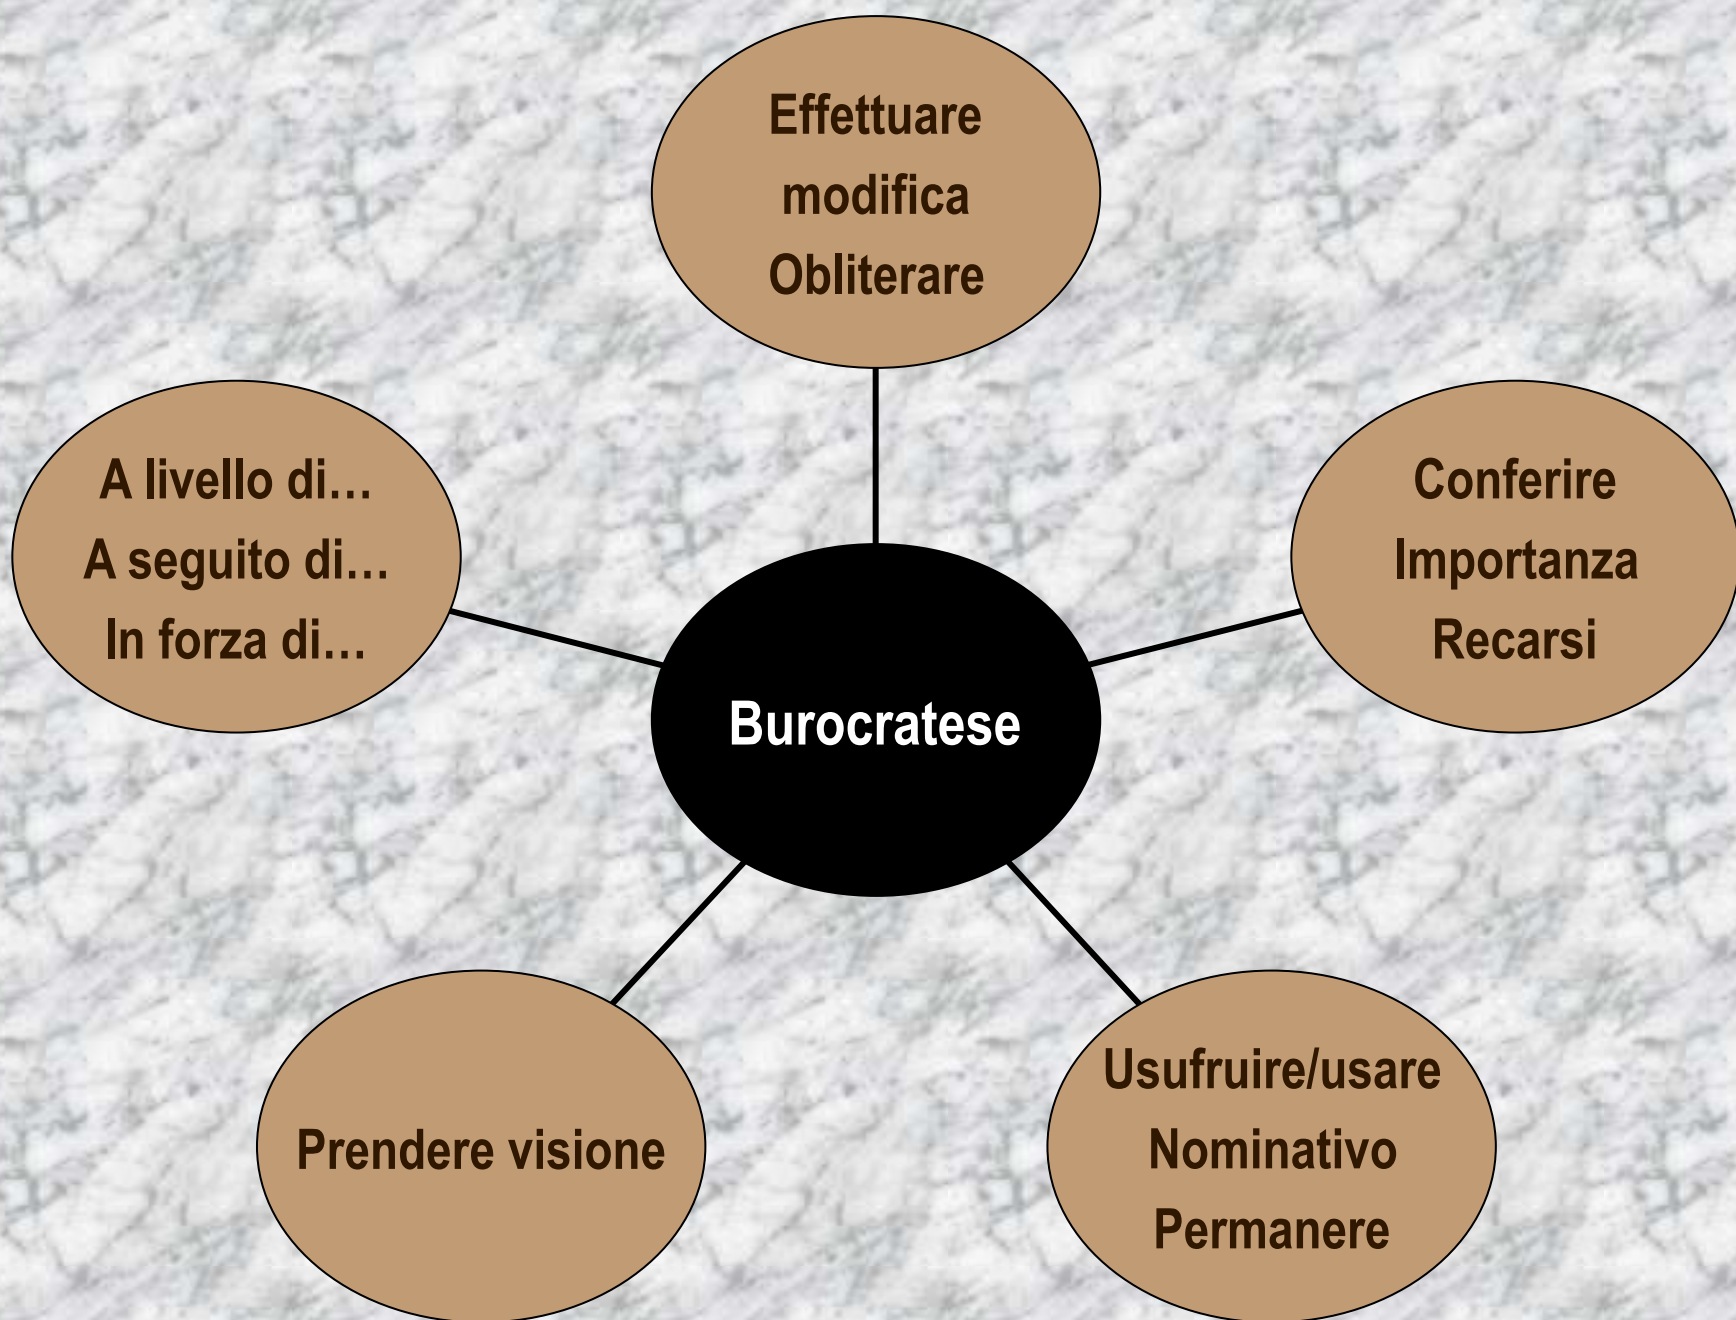 Effettuare
modifica
Obliterare
A livello di…
A seguito di…
In forza di…
Conferire
Importanza
Recarsi
Burocratese
Prendere visione
Usufruire/usare
Nominativo
Permanere